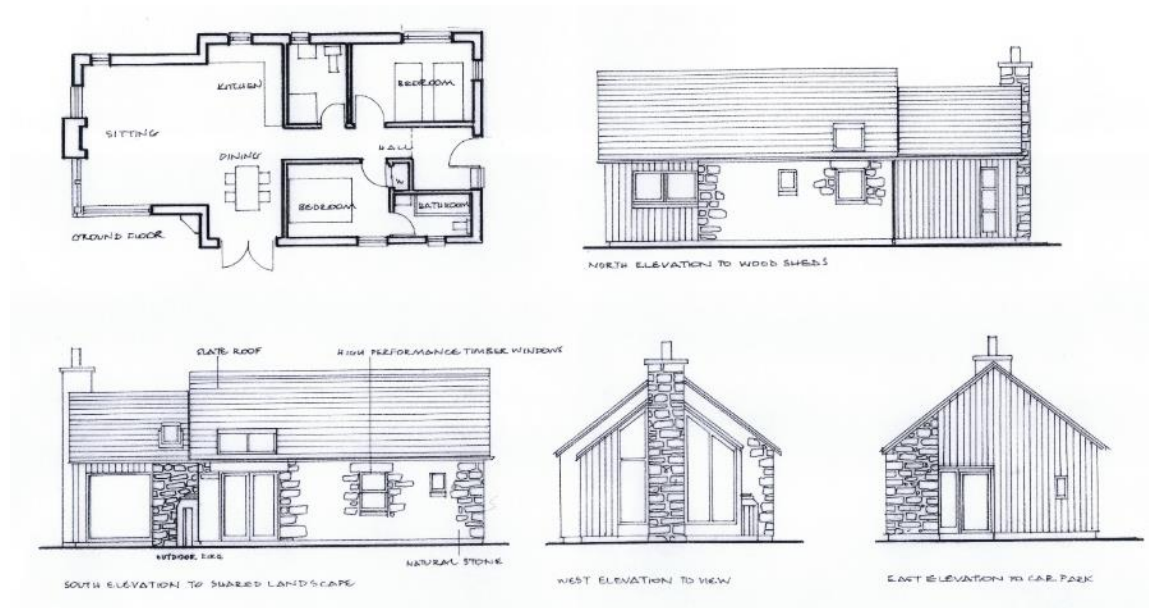 KITCHEN
BEDROOM
SITTING
DINING
HALL
W
BEDROOM
BATHROOM
GROUND FLOOR
NORTH ELEVATION TO WOOD SHEDS
SLATE ROOF
HIGH PERFORMANCE TIMBER WINDOWS
OUTDOOR FIRE
NATURAL STONE
SOUTH ELEVATION TO SHARED LANDSCAPE
WEST ELEVATION TO VIEW
EAST ELEVATION TO CAR PARK